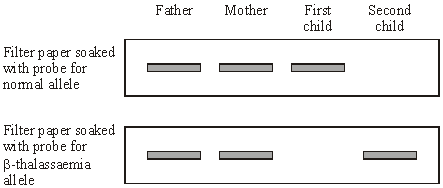 Father Mother First Second
child child
Filter paper soaked
with probe for
normal allele
Filter paper soaked
with probe for
β-thalassaemia
allele